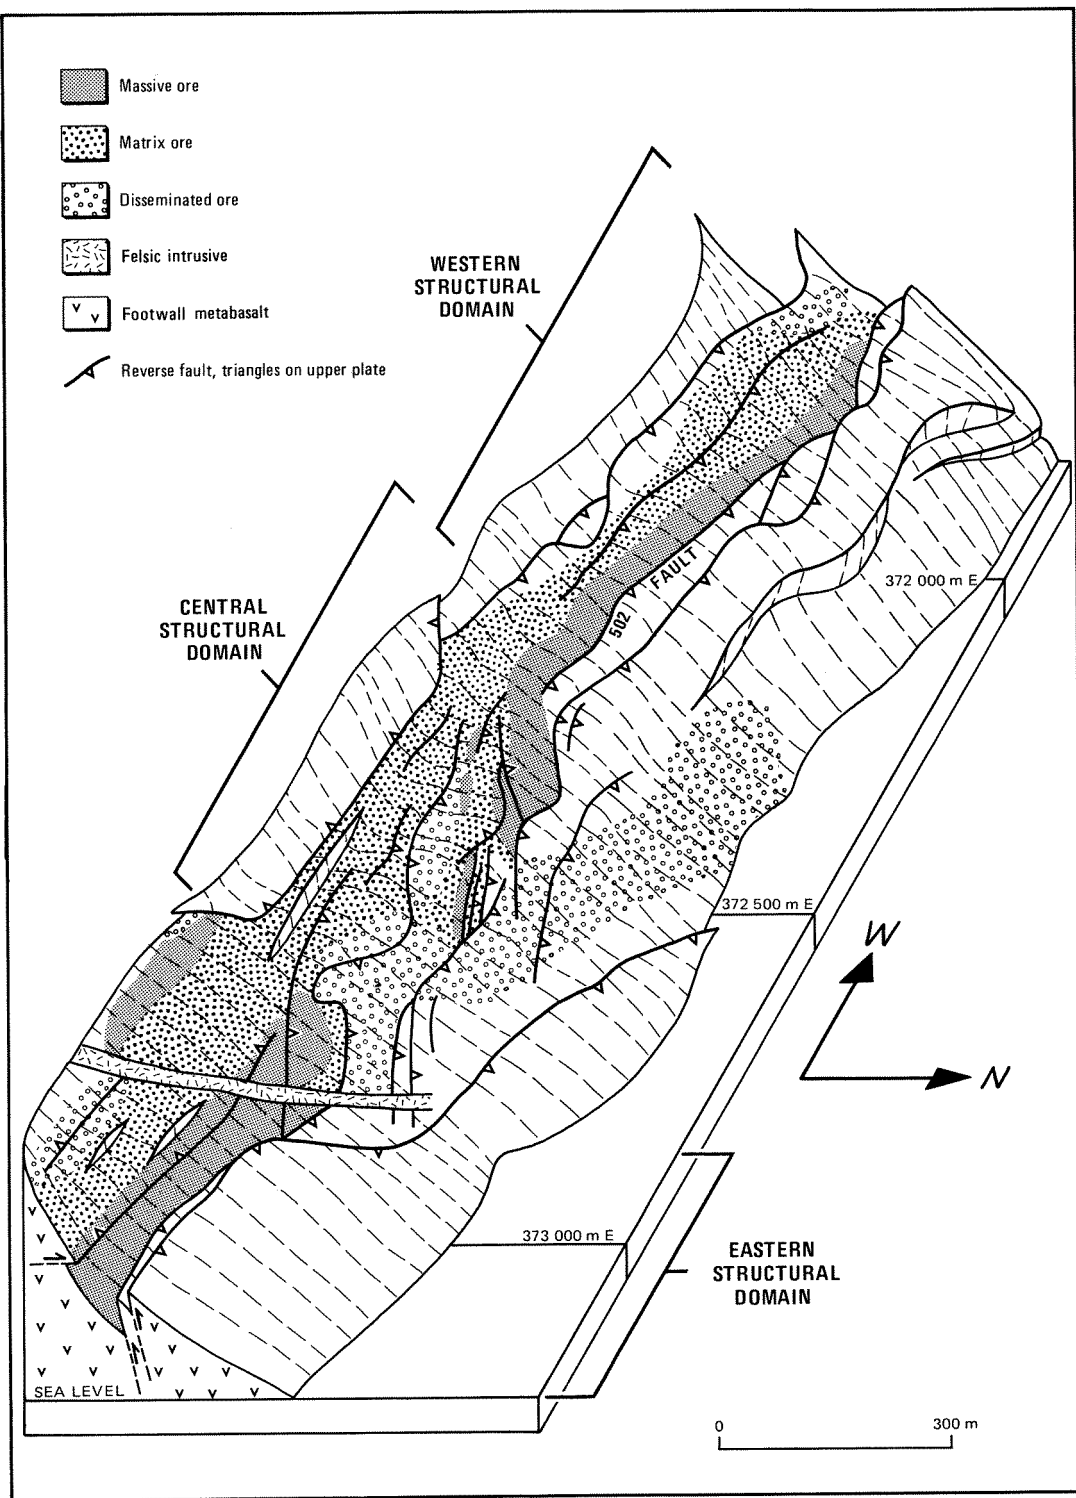 Massive ore
Matrix ore
Disseminated ore
Felsic intrusive
Footwall metabasalt
Reverse fault, triangles on upper plate
WESTERN
STRUCTURAL
DOMAIN
CENTRAL
STRUCTURAL
DOMAIN
502 FAULT
372 000 m E
372 500 m E
W
N
373 000 m E
EASTERN
STRUCTURAL
DOMAIN
SEA LEVEL
0 300 m